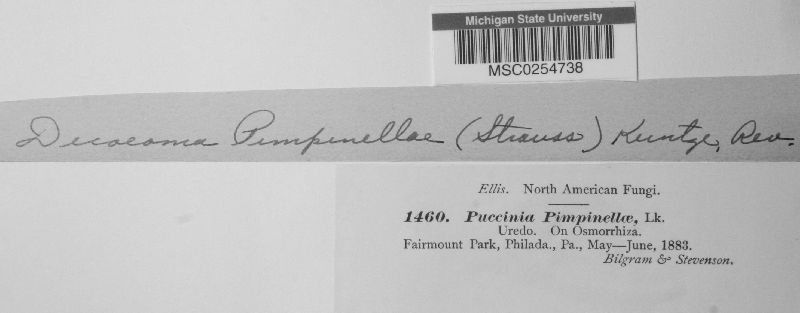 Michigan State University
MSC0254738
Dicaeoma Pimpinellae (Strauss) Kuntze, Rev.
Ellis. North American Fungi.
1460. Puccinia Pimpinellæ, Lk.
Uredo. On Osmorrhiza.
Fairmount Park, Philada., Pa., May—June, 1883.
Bilgram & Stevenson.